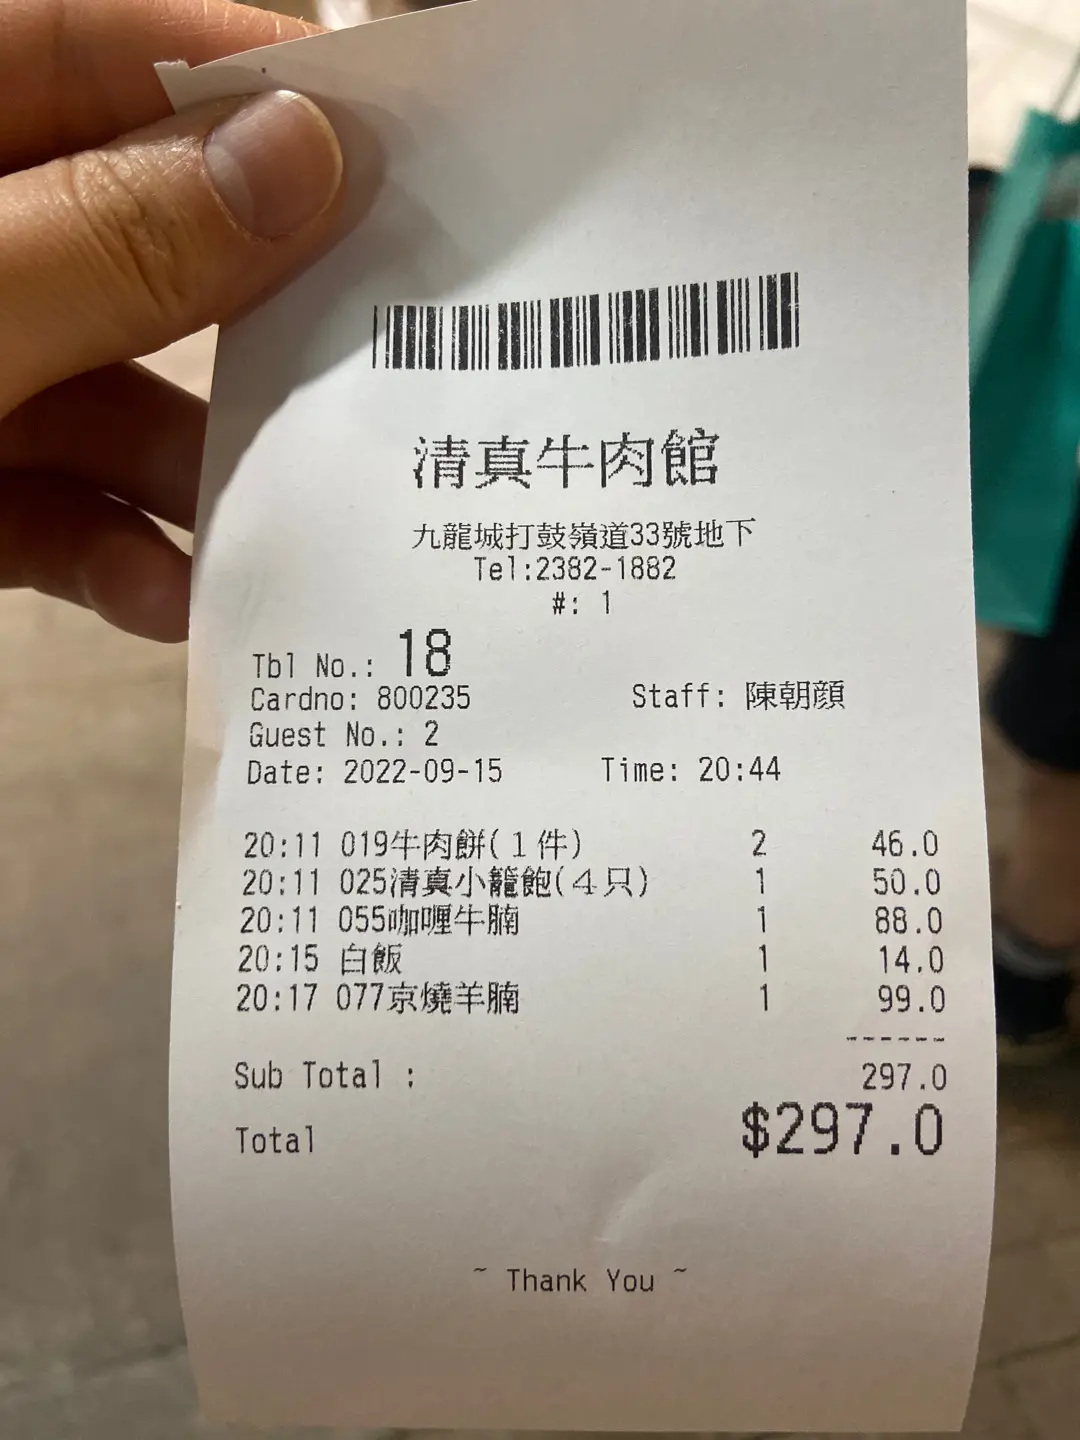 清真牛肉館
九龍城打鼓嶺道33號地下
Tel:2382-1882
#: 1
Tbl No.: 18
Cardno: 800235 Staff: 陳朝顔
Guest No.: 2
Date: 2022-09-15 Time: 20:44
20:11 019牛肉餅(１件) 2 46.0
20:11 025清真小籠飽(４只) 1 50.0
20:11 055咖喱牛腩 1 88.0
20:15 白飯 1 14.0
20:17 077京燒羊腩 1 99.0
------
Sub Total : 297.0
Total $297.0
~ Thank You ~